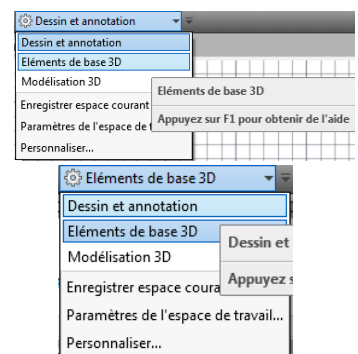 Dessin et annotation
Dessin et annotation
Eléments de base 3D
Modélisation 3D
Eléments de base 3D
Enregistrer espace courant
Appuyez sur F1 pour obtenir de l'aide
Paramètres de l'espace de
Personnaliser...
Eléments de base 3D
Dessin et annotation
Eléments de base 3D
Dessin et
Modélisation 3D
Appuyez s
Enregistrer espace coura
Paramètres de l'espace de travail...
Personnaliser...